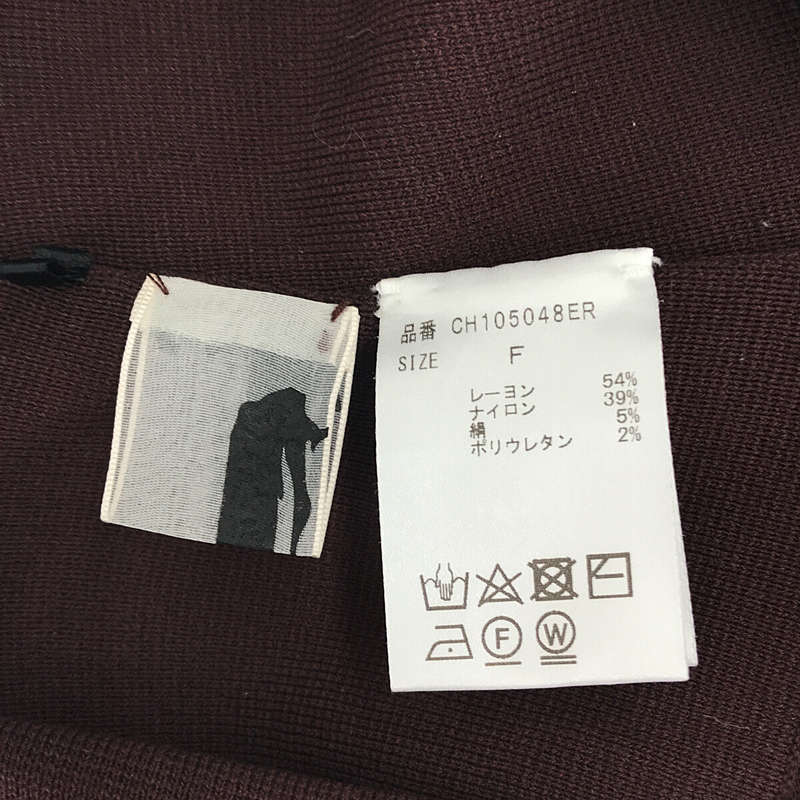 品番 CH105048ER
SIZE F
レーヨン 54%
ナイロン 39%
絹 5%
ポリウレタン 2%
F W